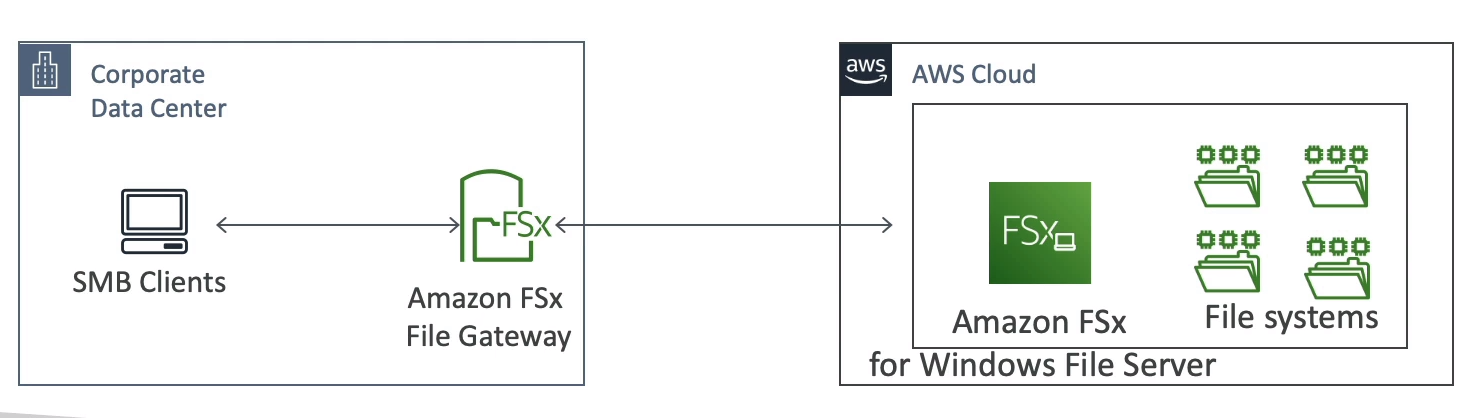 Corporate
Data Center
SMB Clients
FSx
Amazon FSx
File Gateway
aws
AWS Cloud
FSx
Amazon FSx
for Windows File Server
File systems